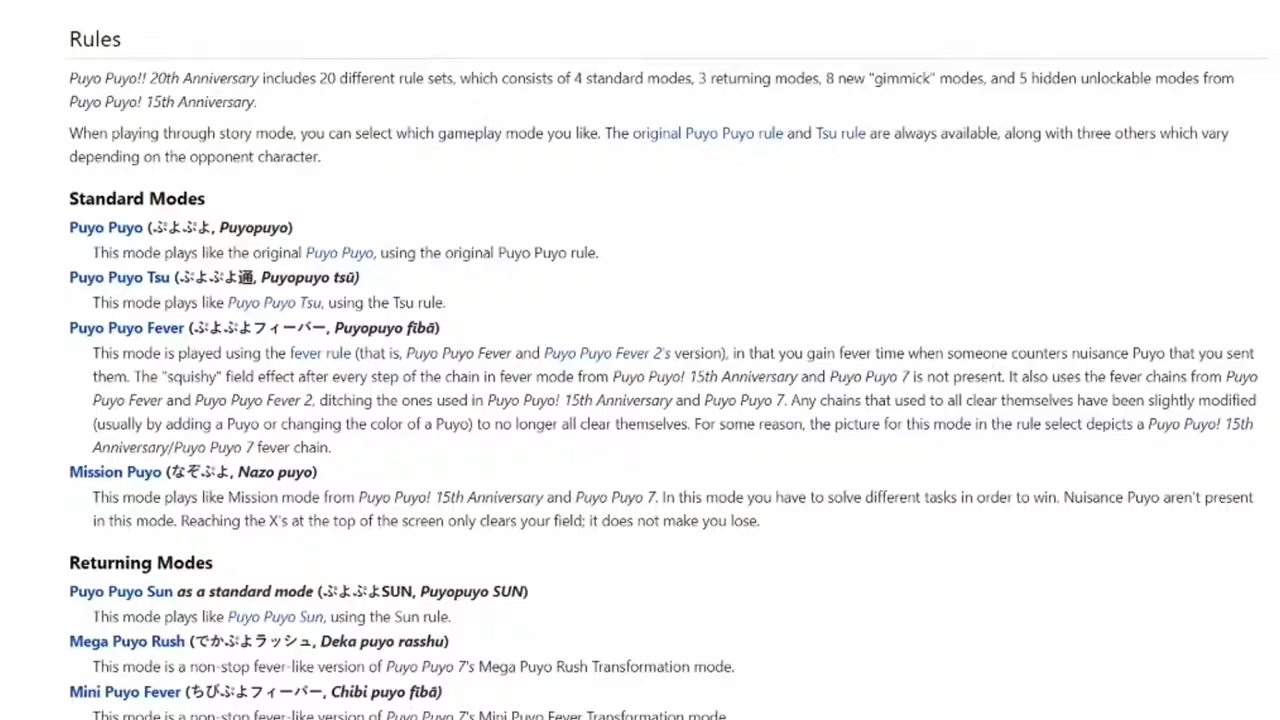 Rules
Puyo Puyo!! 20th Anniversary includes 20 different rule sets, which consists of 4 standard modes, 3 returning modes, 8 new "gimmick" modes, and 5 hidden unlockable modes from
Puyo Puyo! 15th Anniversary.
When playing through story mode, you can select which gameplay mode you like. The original Puyo Puyo rule and Tsu rule are always available, along with three others which vary
depending on the opponent character.
Standard Modes
Puyo Puyo (ぷよぷよ, Puyopuyo)
This mode plays like the original Puyo Puyo, using the original Puyo Puyo rule.
Puyo Puyo Tsu (ぷよぷよ通, Puyopuyo tsū)
This mode plays like Puyo Puyo Tsu, using the Tsu rule.
Puyo Puyo Fever (ぷよぷよフィーバー, Puyopuyo fībā)
This mode is played using the fever rule (that is, Puyo Puyo Fever and Puyo Puyo Fever 2's version), in that you gain fever time when someone counters nuisance Puyo that you sent
them. The "squishy" field effect after every step of the chain in fever mode from Puyo Puyo! 15th Anniversary and Puyo Puyo 7 is not present. It also uses the fever chains from Puyo
Puyo Fever and Puyo Puyo Fever 2, ditching the ones used in Puyo Puyo! 15th Anniversary and Puyo Puyo 7. Any chains that used to all clear themselves have been slightly modified
(usually by adding a Puyo or changing the color of a Puyo) to no longer all clear themselves. For some reason, the picture for this mode in the rule select depicts a Puyo Puyo! 15th
Anniversary/Puyo Puyo 7 fever chain.
Mission Puyo (なぞぷよ, Nazo puyo)
This mode plays like Mission mode from Puyo Puyo! 15th Anniversary and Puyo Puyo 7. In this mode you have to solve different tasks in order to win. Nuisance Puyo aren't present
in this mode. Reaching the X's at the top of the screen only clears your field; it does not make you lose.
Returning Modes
Puyo Puyo Sun as a standard mode (ぷよぷよSUN, Puyopuyo SUN)
This mode plays like Puyo Puyo Sun, using the Sun rule.
Mega Puyo Rush (でかぷよラッシュ, Deka puyo rasshu)
This mode is a non-stop fever-like version of Puyo Puyo 7's Mega Puyo Rush Transformation mode.
Mini Puyo Fever (ちびぷよフィーバー, Chibi puyo fībā)
This mode is a non-stop fever-like version of Puyo Puyo 7's Mini Puyo Fever Transformation mode.